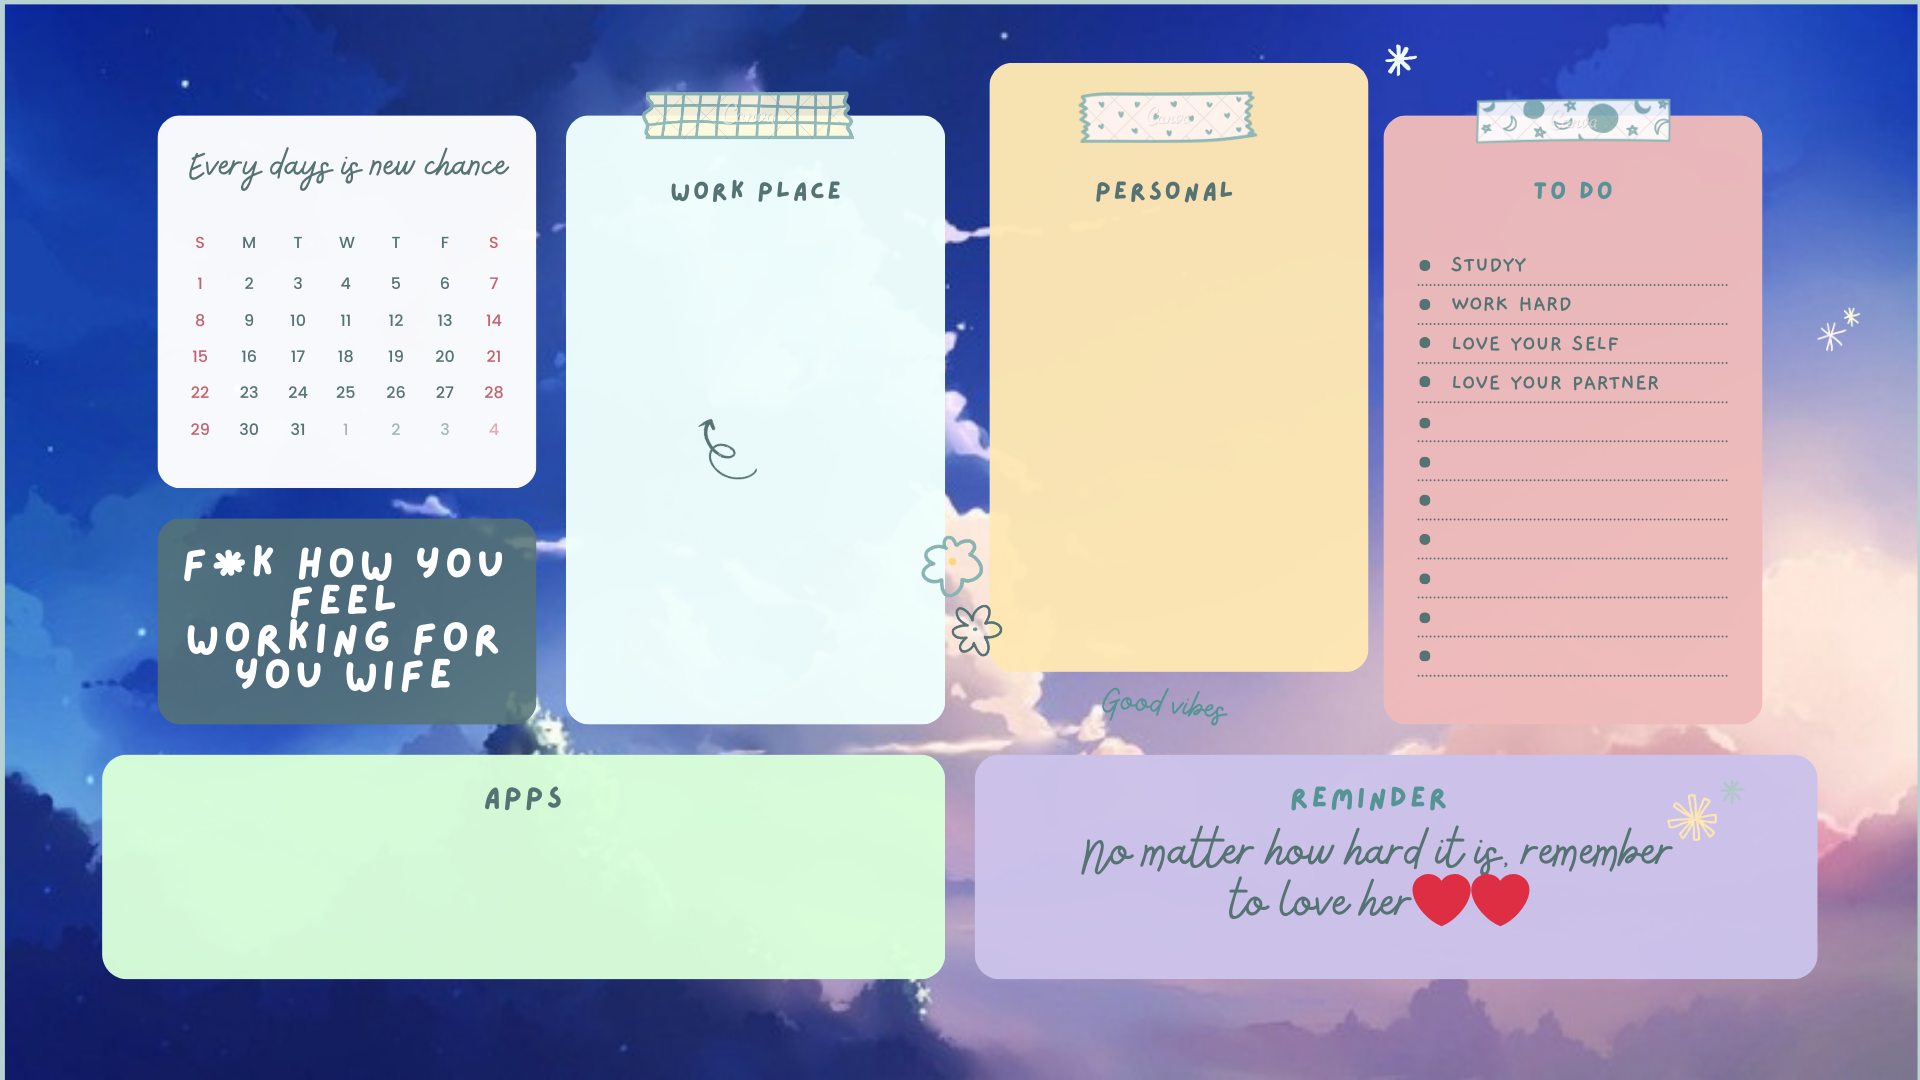 Every days is new chance
S M T W T F S
1 2 3 4 5 6 7
8 9 10 11 12 13 14
15 16 17 18 19 20 21
22 23 24 25 26 27 28
29 30 31 1 2 3 4
F*K HOW YOU
FEEL
WORKING FOR
YOU WIFE
Canva
WORK PLACE
Canva
PERSONAL
Good vibes
Canva
TO DO
STUDYY
WORK HARD
LOVE YOUR SELF
LOVE YOUR PARTNER
APPS
REMINDER
No matter how hard it is, remember
to love her❤❤